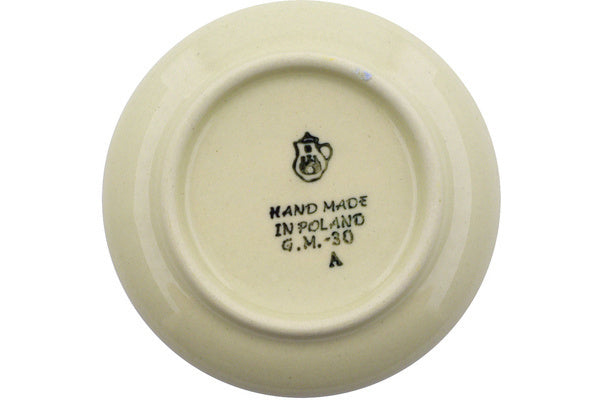 HAND MADE
IN POLAND
G.M.-30
A